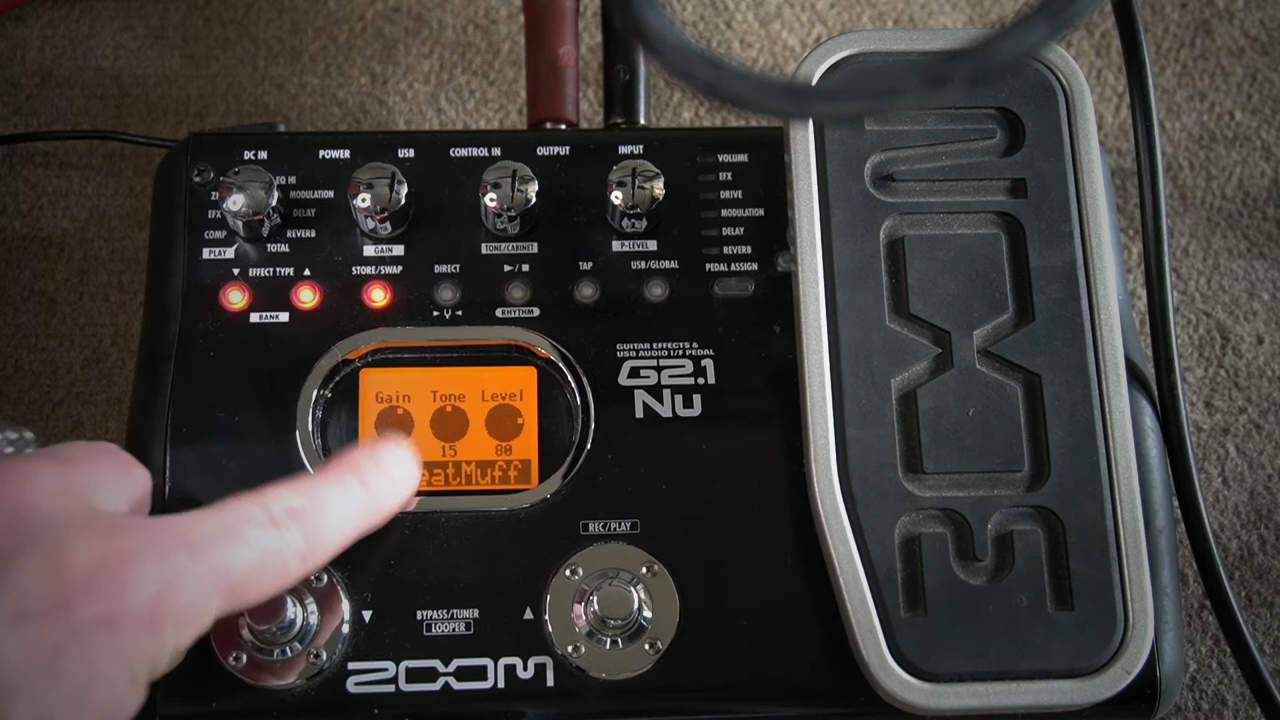 DC IN POWER USB CONTROL IN OUTPUT INPUT
EQ HI
MODULATION
EFX DELAY
COMP REVERB
PLAY TOTAL
GAIN TONE/CABINET P-LEVEL
VOLUME
EFX
DRIVE
MODULATION
DELAY
REVERB
PEDAL ASSIGN
▼ EFFECT TYPE ▲ STORE/SWAP DIRECT ►/■ TAP USB/GLOBAL
BANK RHYTHM
GUITAR EFFECTS &
USB AUDIO I/F PEDAL
G2.1
Nu
Gain Tone Level
15 80
eatMuff
REC/PLAY
▼ BYPASS/TUNER ▲
LOOPER
ZOOM
ZOOM